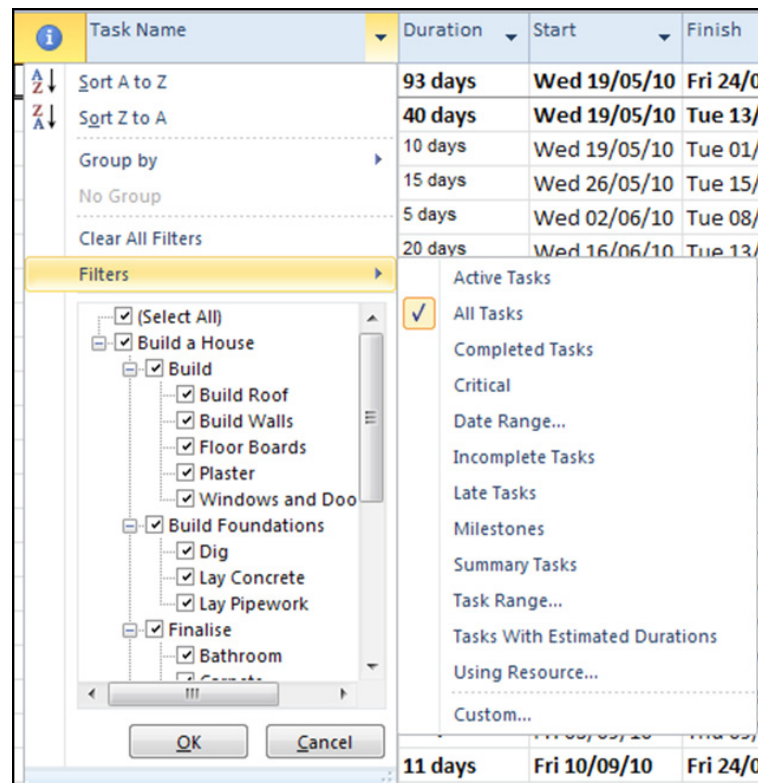 Task Name Duration Start Finish
Sort A to Z
Sort Z to A
Group by
No Group
Clear All Filters
Filters
(Select All)
Build a House
Build
Build Roof
Build Walls
Floor Boards
Plaster
Windows and Doo
Build Foundations
Dig
Lay Concrete
Lay Pipework
Finalise
Bathroom
OK Cancel
93 days Wed 19/05/10 Fri 24/0
40 days Wed 19/05/10 Tue 13/
10 days Wed 19/05/10 Tue 01/
15 days Wed 26/05/10 Tue 15/
5 days Wed 02/06/10 Tue 08/
20 days Wed 16/06/10 Tue 13/
Active Tasks
All Tasks
Completed Tasks
Critical
Date Range...
Incomplete Tasks
Late Tasks
Milestones
Summary Tasks
Task Range...
Tasks With Estimated Durations
Using Resource...
Custom...
11 days Fri 10/09/10 Fri 24/0